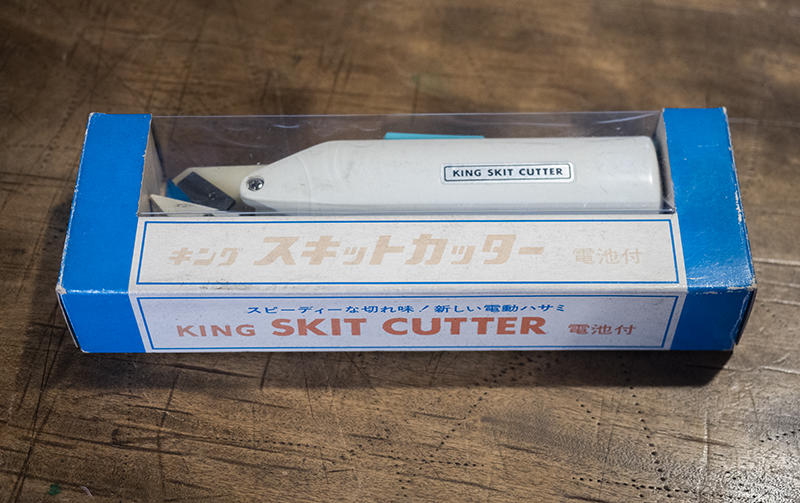 KING SKIT CUTTER
キング スキットカッター 電池付
スピーディーな切れ味！新しい電動ハサミ
KING SKIT CUTTER 電池付